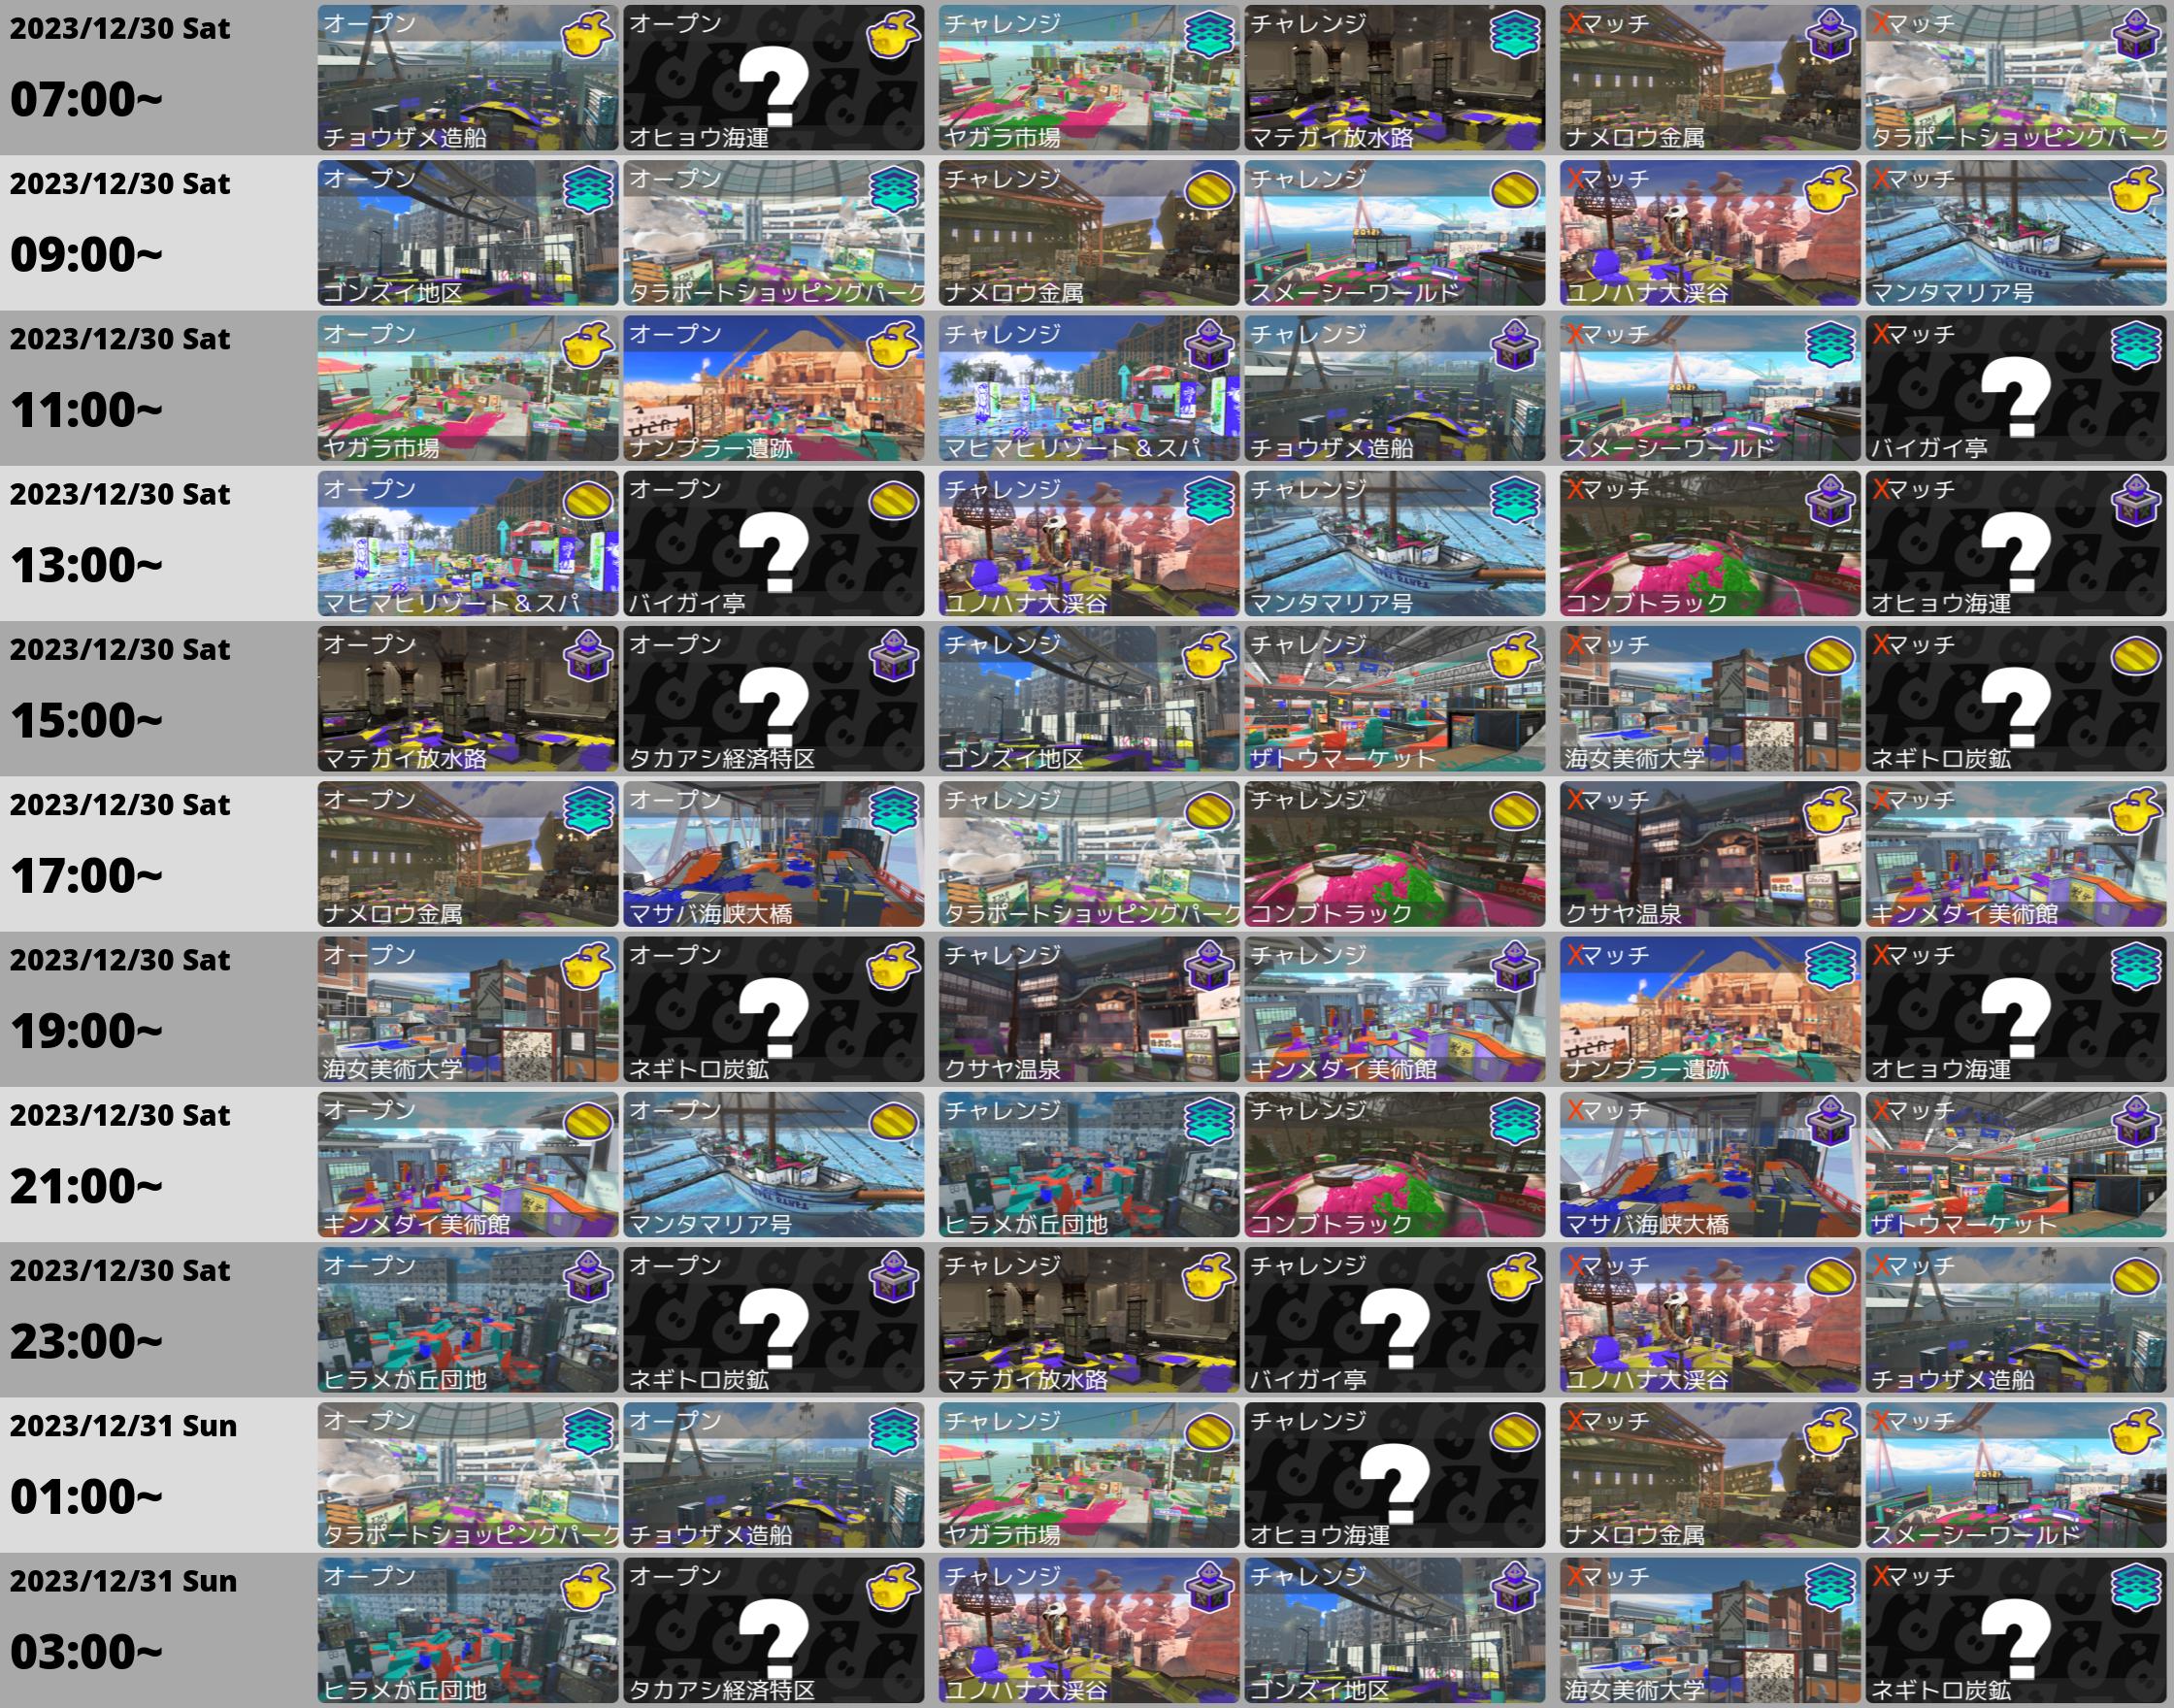 2023/12/30 Sat
07:00~
オープン
チョウザメ造船
オープン
オヒョウ海運
チャレンジ
ヤガラ市場
チャレンジ
マテガイ放水路
Xマッチ
ナメロウ金属
Xマッチ
タラポートショッピングパーク
2023/12/30 Sat
09:00~
オープン
ゴンズイ地区
オープン
タラポートショッピングパーク
チャレンジ
ナメロウ金属
チャレンジ
スメーシーワールド
Xマッチ
ユノハナ大渓谷
Xマッチ
マンタマリア号
2023/12/30 Sat
11:00~
オープン
ヤガラ市場
オープン
ナンプラー遺跡
チャレンジ
マヒマヒリゾート&スパ
チャレンジ
チョウザメ造船
Xマッチ
スメーシーワールド
Xマッチ
バイガイ亭
2023/12/30 Sat
13:00~
オープン
マヒマヒリゾート&スパ
オープン
バイガイ亭
チャレンジ
ユノハナ大渓谷
チャレンジ
マンタマリア号
Xマッチ
コンブトラック
Xマッチ
オヒョウ海運
2023/12/30 Sat
15:00~
オープン
マテガイ放水路
オープン
タカアシ経済特区
チャレンジ
ゴンズイ地区
チャレンジ
ザトウマーケット
Xマッチ
海女美術大学
Xマッチ
ネギトロ炭鉱
2023/12/30 Sat
17:00~
オープン
ナメロウ金属
オープン
マサバ海峡大橋
チャレンジ
タラポートショッピングパーク
チャレンジ
コンブトラック
Xマッチ
クサヤ温泉
Xマッチ
キンメダイ美術館
2023/12/30 Sat
19:00~
オープン
海女美術大学
オープン
ネギトロ炭鉱
チャレンジ
クサヤ温泉
チャレンジ
キンメダイ美術館
Xマッチ
ナンプラー遺跡
Xマッチ
オヒョウ海運
2023/12/30 Sat
21:00~
オープン
キンメダイ美術館
オープン
マンタマリア号
チャレンジ
ヒラメが丘団地
チャレンジ
コンブトラック
Xマッチ
マサバ海峡大橋
Xマッチ
ザトウマーケット
2023/12/30 Sat
23:00~
オープン
ヒラメが丘団地
オープン
ネギトロ炭鉱
チャレンジ
マテガイ放水路
チャレンジ
バイガイ亭
Xマッチ
ユノハナ大渓谷
Xマッチ
チョウザメ造船
2023/12/31 Sun
01:00~
オープン
タラポートショッピングパーク
オープン
チョウザメ造船
チャレンジ
ヤガラ市場
チャレンジ
オヒョウ海運
Xマッチ
ナメロウ金属
Xマッチ
スメーシーワールド
2023/12/31 Sun
03:00~
オープン
ヒラメが丘団地
オープン
タカアシ経済特区
チャレンジ
ユノハナ大渓谷
チャレンジ
ゴンズイ地区
Xマッチ
海女美術大学
Xマッチ
ネギトロ炭鉱